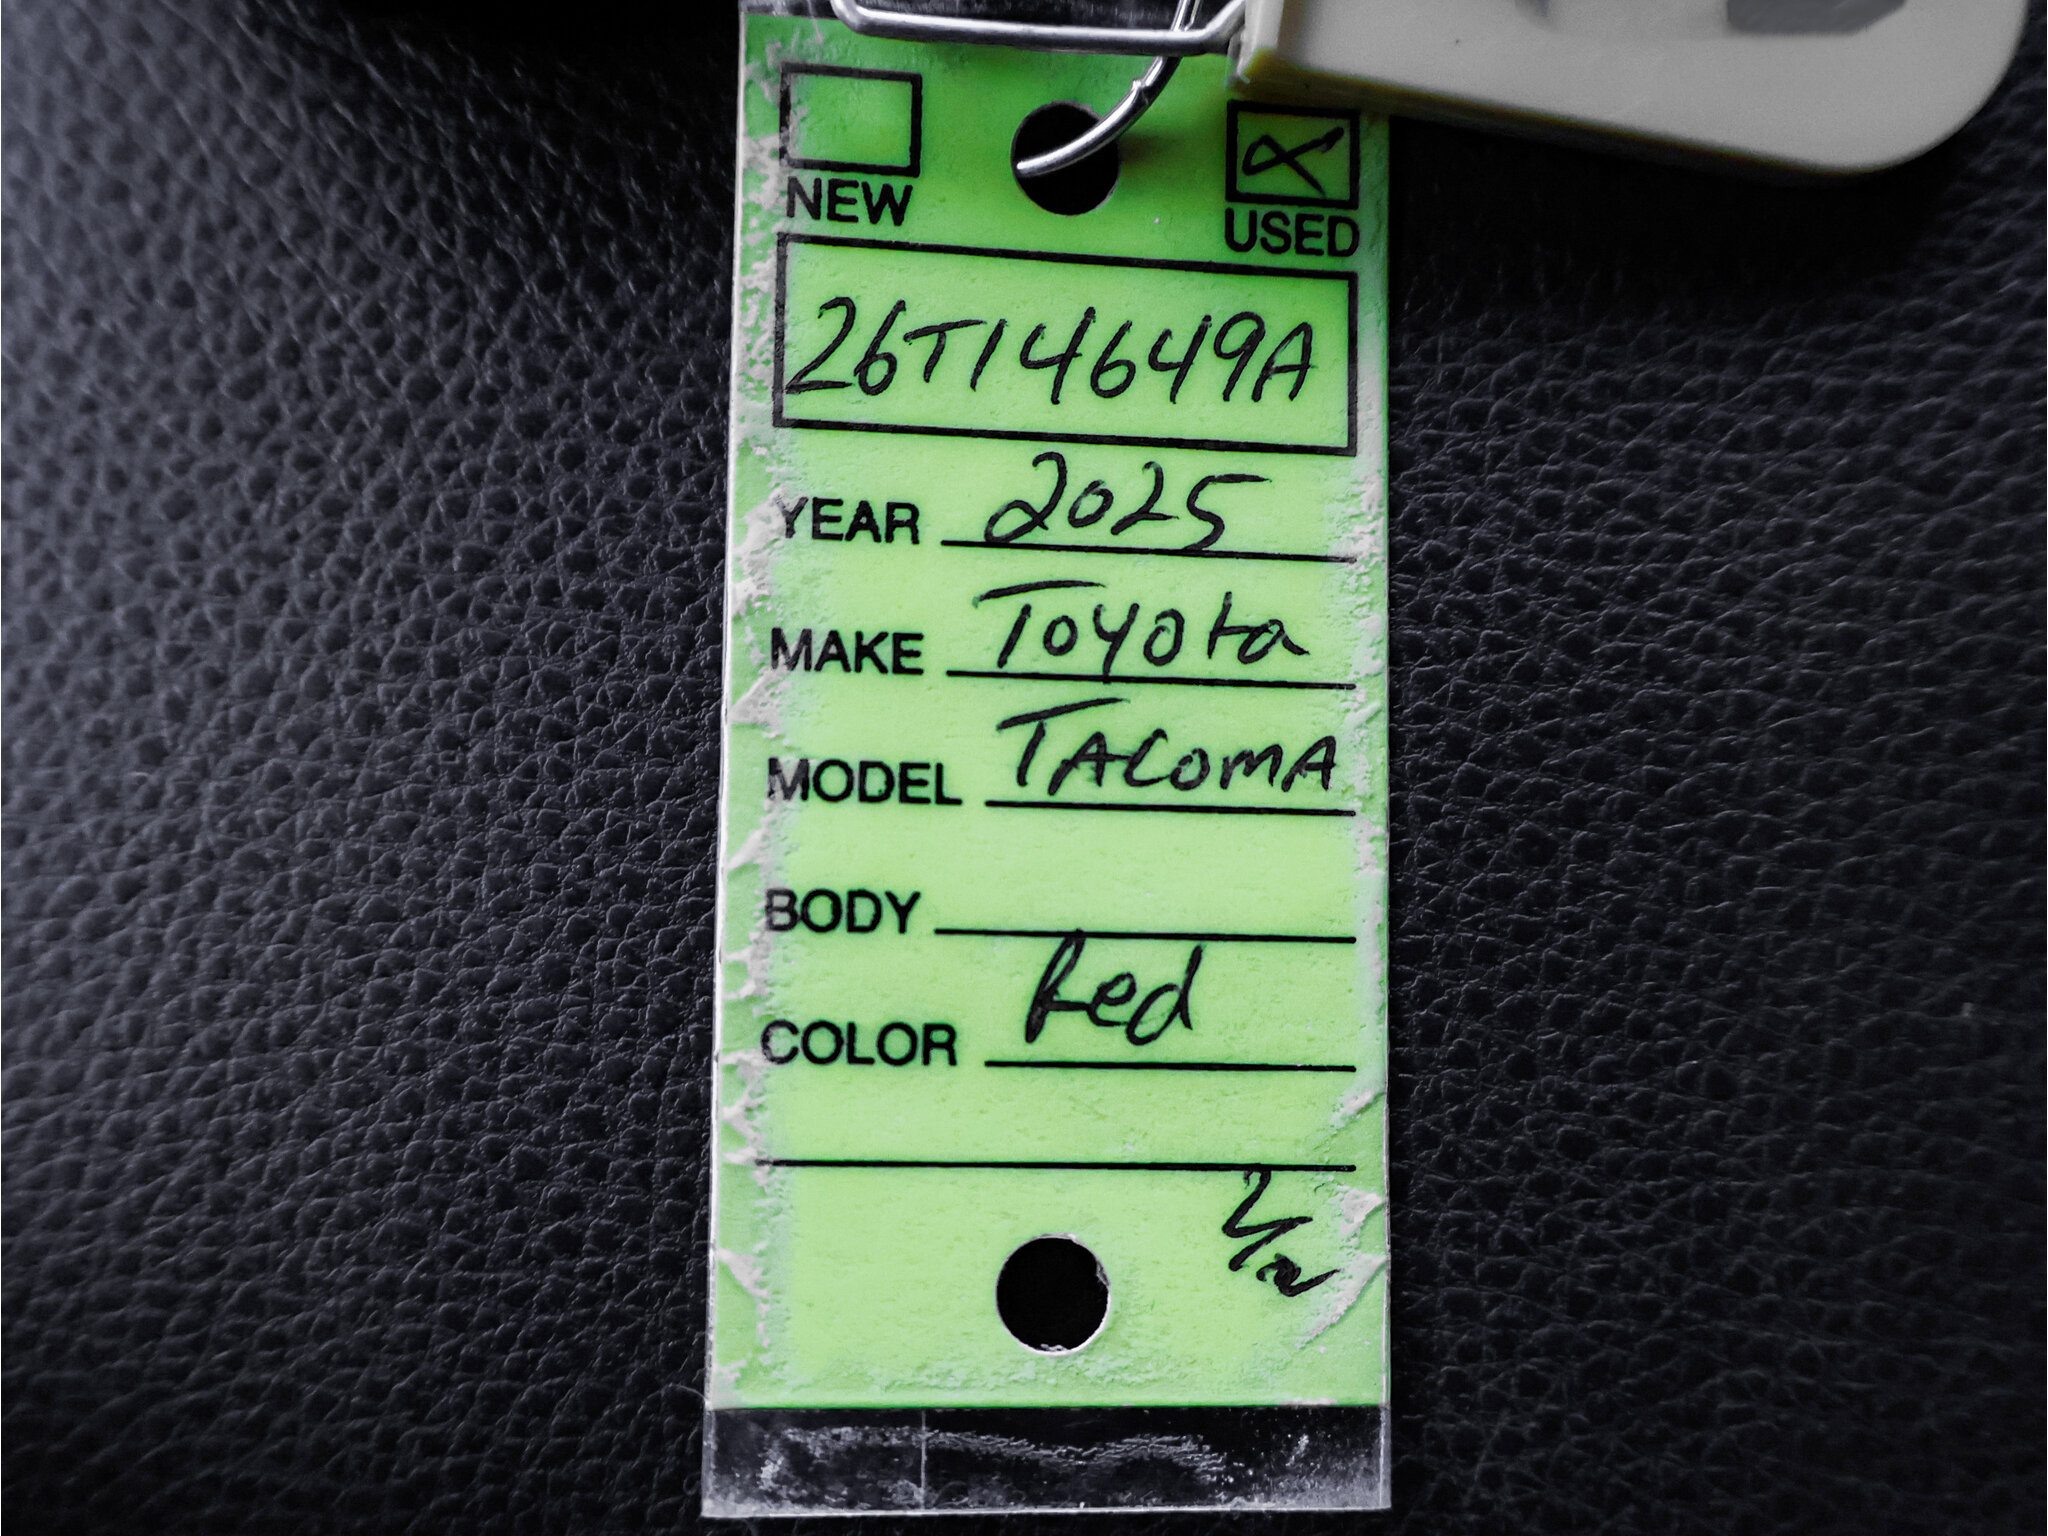 NEW USED
26T14649A
YEAR 2025
MAKE Toyota
MODEL TACOMA
BODY
COLOR Red